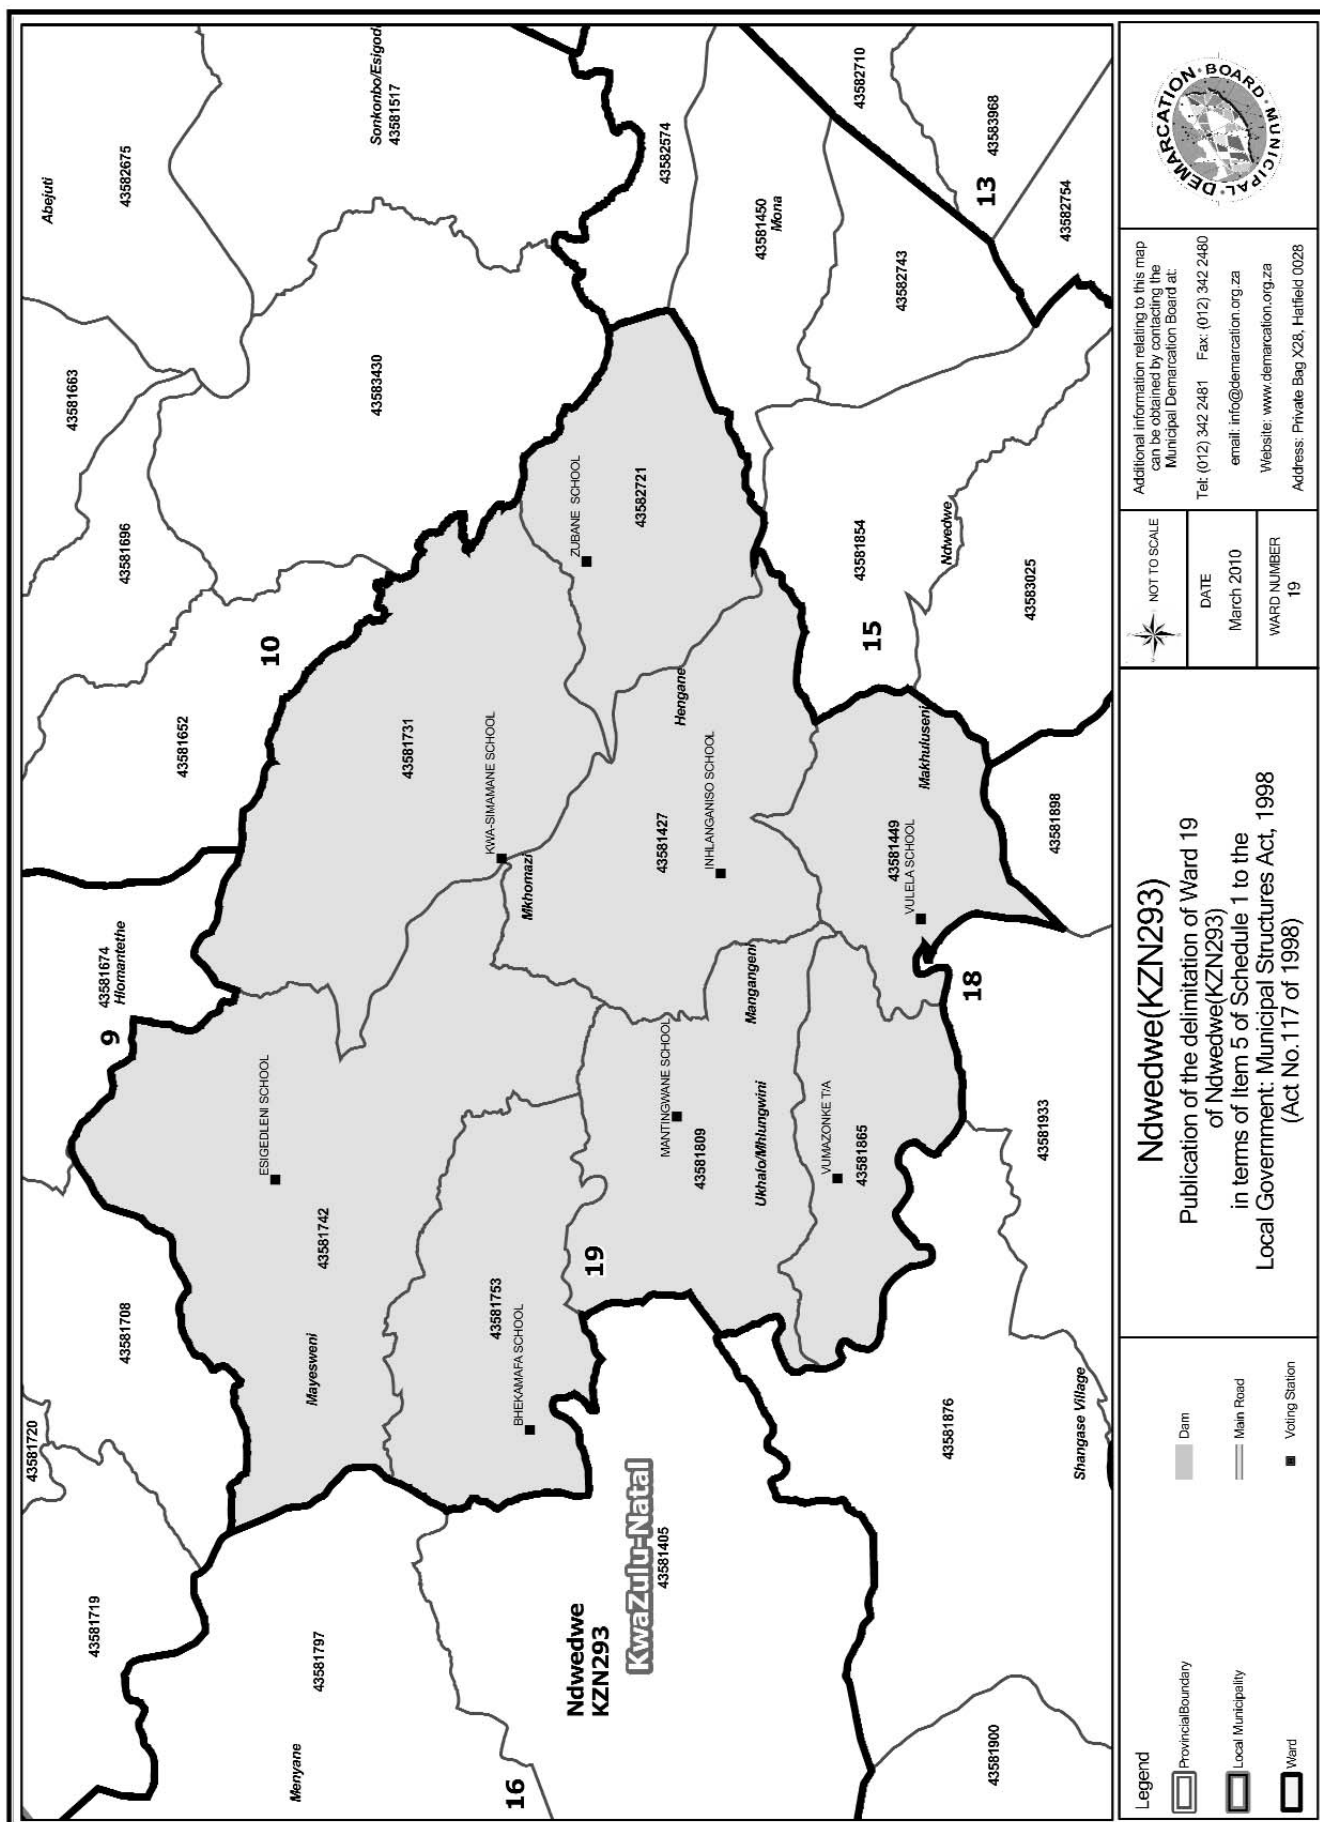 43581720
43581708
43581719
43581663
43582675
Abejuti
43581696
Sonkonbo/Esigod
43581517
43583430
10
43581652
43581674
Hlomantethe
9
43581797
Menyane
16
43582574
43581450
Mona
43582710
43583968
13
43582754
43582743
43581854
Ndwedwe
15
43583025
43581898
18
43581933
43581876
Shangase Village
43581900
43581405
Ndwedwe
KZN293
KwaZulu-Natal
19
ESIGEDLENI SCHOOL
43581742
Mayesweni
43581753
BHEKAMAFA SCHOOL
43581731
KWA-SIMAMANE SCHOOL
Mkhomazi
ZUBANE SCHOOL
43582721
Hengane
43581427
INHLANGANISO SCHOOL
MANTINGWANE SCHOOL
43581809
Mangangeni
Ukhalo/Mhlungwini
VUMAZONKE T/A
43581865
43581449
VULELA SCHOOL
Makhuluseni
Legend
ProvincialBoundary
Local Municipality
Ward
Dam
Main Road
Voting Station
Ndwedwe(KZN293)
Publication of the delimitation of Ward 19
of Ndwedwe(KZN293)
in terms of Item 5 of Schedule 1 to the
Local Government: Municipal Structures Act, 1998
(Act No.117 of 1998)
NOT TO SCALE
DATE
March 2010
WARD NUMBER
19
Additional information relating to this map
can be obtained by contacting the
Municipal Demarcation Board at:
Tel: (012) 342 2481 Fax: (012) 342 2480
email: info@demarcation.org.za
Website: www.demarcation.org.za
Address: Private Bag X28, Hatfield 0028
MUNICIPAL · DEMARCATION · BOARD ·